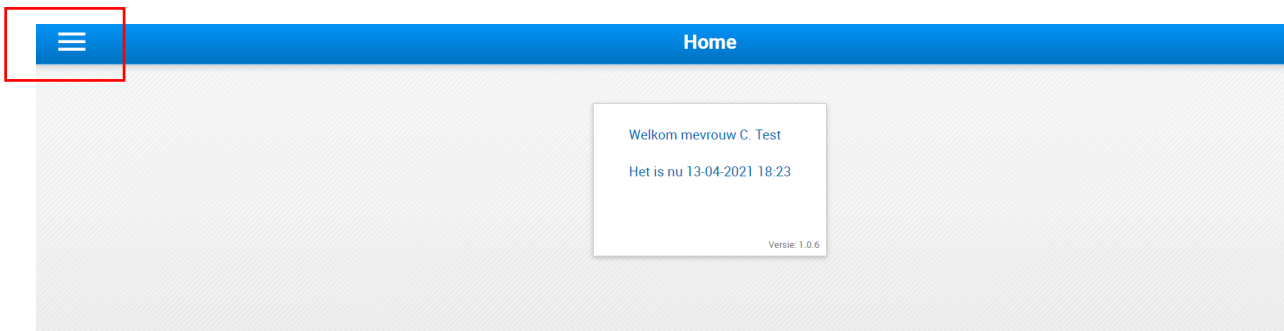 Home
Welkom mevrouw C. Test
Het is nu 13-04-2021 18:23
Versie: 1.0.6